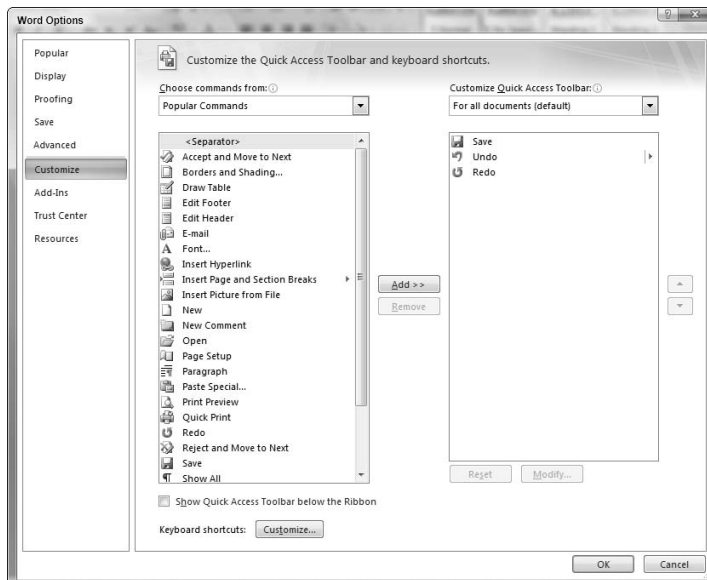 Word Options
Popular
Display
Proofing
Save
Advanced
Customize
Add-Ins
Trust Center
Resources
Customize the Quick Access Toolbar and keyboard shortcuts.
Choose commands from:
Popular Commands
<Separator>
Accept and Move to Next
Borders and Shading...
Draw Table
Edit Footer
Edit Header
E-mail
Font...
Insert Hyperlink
Insert Page and Section Breaks
Insert Picture from File
New
New Comment
Open
Page Setup
Paragraph
Paste Special...
Print Preview
Quick Print
Redo
Reject and Move to Next
Save
Show All
Add >>
Remove
Customize Quick Access Toolbar:
For all documents (default)
Save
Undo
Redo
Reset
Modify...
Show Quick Access Toolbar below the Ribbon
Keyboard shortcuts:
Customize...
OK
Cancel